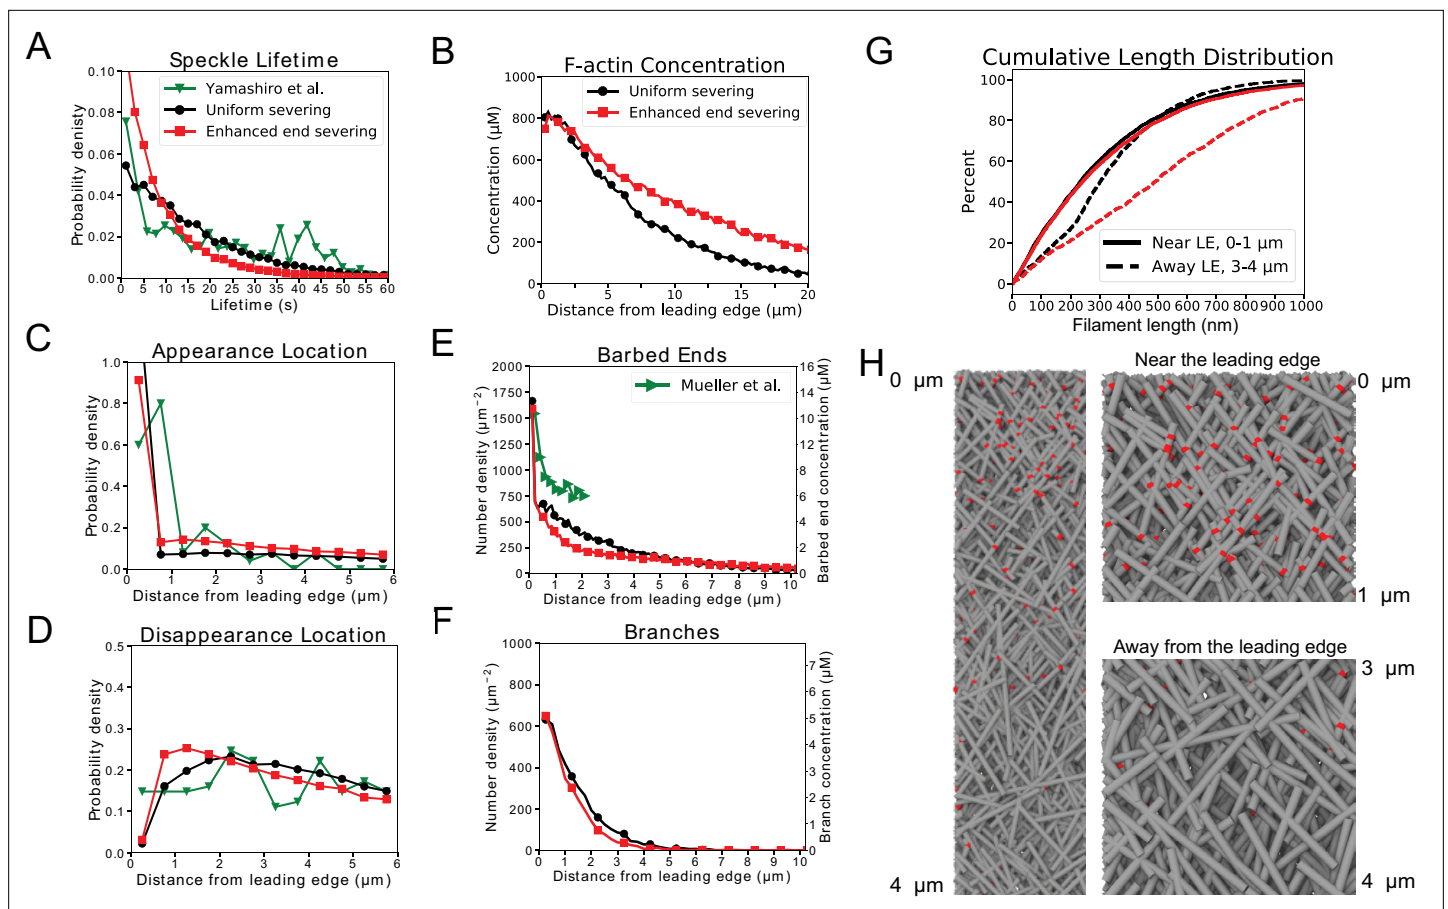 A
Speckle Lifetime
Probability denisty
0.10
0.08
0.06
0.04
0.02
0.00
Yamashiro et al.
Uniform severing
Enhanced end severing
0 5 10 15 20 25 30 35 40 45 50 55 60
Lifetime (s)
B
F-actin Concentration
Concentration (μM)
1000
800
600
400
200
0
Uniform severing
Enhanced end severing
0 5 10 15 20
Distance from leading edge (μm)
C
Appearance Location
Probability density
1.0
0.8
0.6
0.4
0.2
0.0
0 1 2 3 4 5 6
Distance from leading edge (μm)
D
Disappearance Location
Probability density
0.5
0.4
0.3
0.2
0.1
0.0
0 1 2 3 4 5 6
Distance from leading edge (μm)
E
Barbed Ends
Number density (μm⁻²)
2000
1750
1500
1250
1000
750
500
250
0
Mueller et al.
16
14
12
10
8
6
4
2
0
Barbed end concentration (μM)
0 1 2 3 4 5 6 7 8 9 10
Distance from leading edge (μm)
F
Branches
Number density (μm⁻²)
1000
800
600
400
200
0
7
6
5
4
3
2
1
0
Branch concentration (μM)
0 1 2 3 4 5 6 7 8 9 10
Distance from leading edge (μm)
G
Cumulative Length Distribution
Percent
100
80
60
40
20
0
Near LE, 0-1 μm
Away LE, 3-4 μm
0 100 200 300 400 500 600 700 800 900 1000
Filament length (nm)
H
0 μm
4 μm
Near the leading edge
0 μm
1 μm
Away from the leading edge
3 μm
4 μm